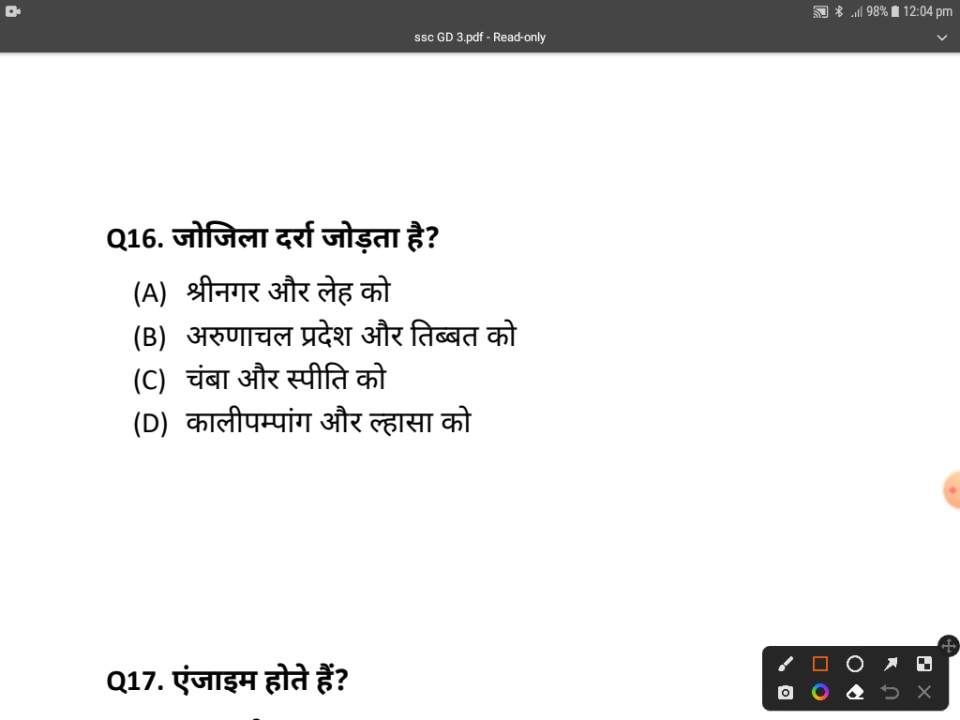 98% 12:04 pm
ssc GD 3.pdf - Read-only
Q16. जोजिला दर्रा जोड़ता है?
(A) श्रीनगर और लेह को
(B) अरुणाचल प्रदेश और तिब्बत को
(C) चंबा और स्पीति को
(D) कालीपम्पांग और ल्हासा को
Q17. एंजाइम होते हैं?